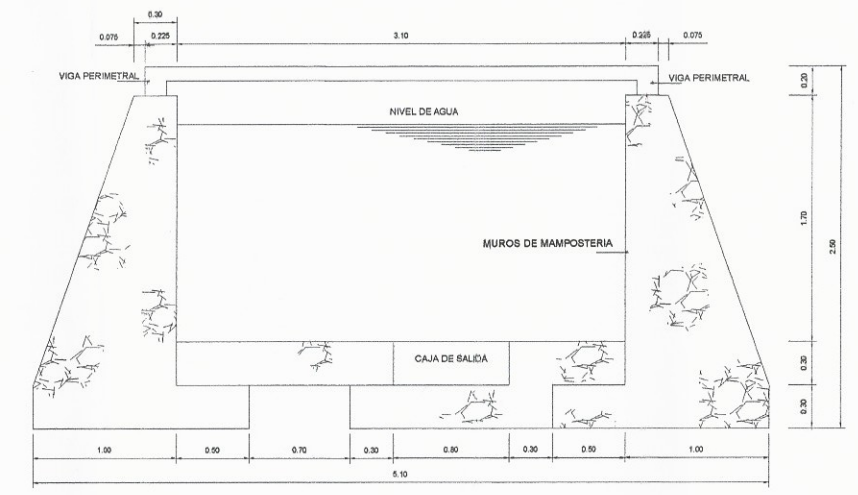 0.30
0.075 0.225 3.10 0.225 0.075
VIGA PERIMETRAL VIGA PERIMETRAL
0.20
NIVEL DE AGUA
1.70
2.50
MUROS DE MAMPOSTERIA
CAJA DE SALIDA
0.30
0.30
1.00 0.50 0.70 0.30 0.80 0.30 0.50 1.00
5.10